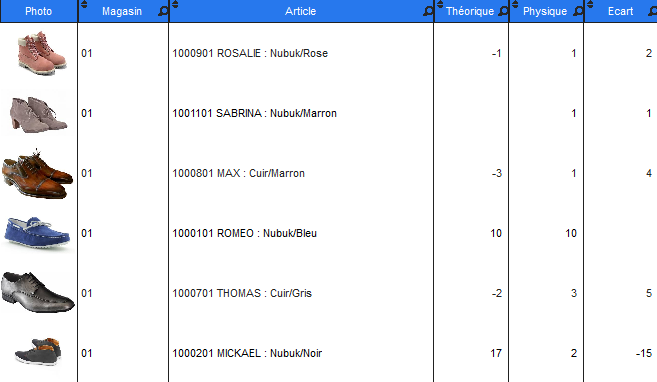 Photo Magasin Article Théorique Physique Ecart
01 1000901 ROSALIE : Nubuk/Rose -1 1 2
01 1001101 SABRINA : Nubuk/Marron 1 1
01 1000801 MAX : Cuir/Marron -3 1 4
01 1000101 ROMEO : Nubuk/Bleu 10 10
01 1000701 THOMAS : Cuir/Gris -2 3 5
01 1000201 MICKAEL : Nubuk/Noir 17 2 -15